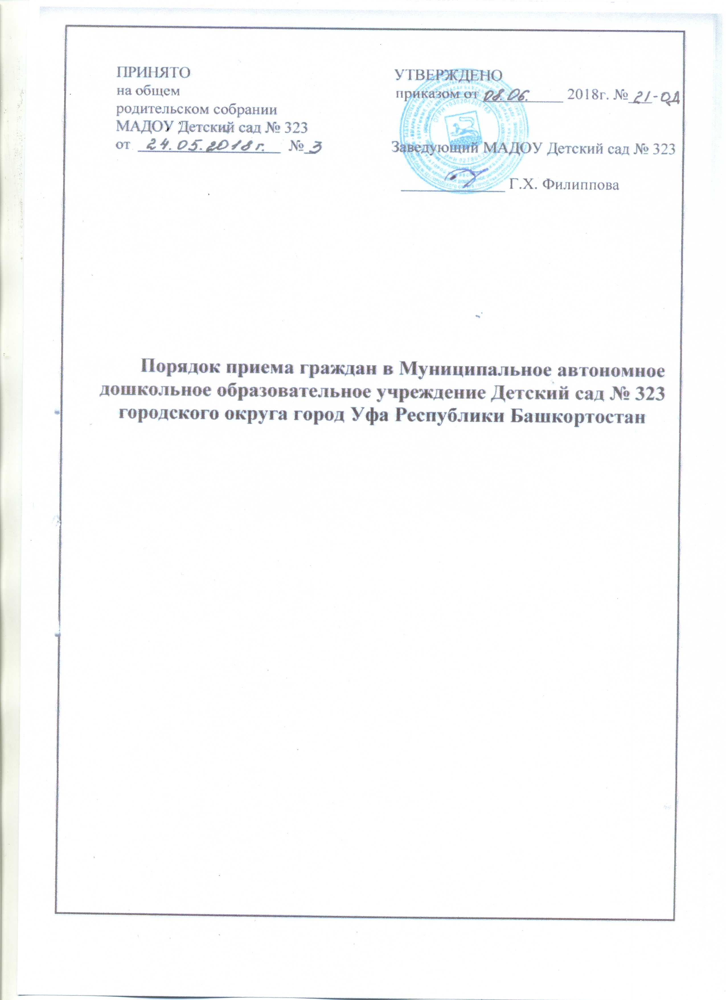 ПРИНЯТО
на общем
родительском собрании
МАДОУ Детский сад № 323
от 24.05.2018 г. № 3
УТВЕРЖДЕНО
приказом от 08.06. 2018г. № 21-ОД
Заведующий МАДОУ Детский сад № 323
Г.Х. Филиппова
Порядок приема граждан в Муниципальное автономное
дошкольное образовательное учреждение Детский сад № 323
городского округа город Уфа Республики Башкортостан